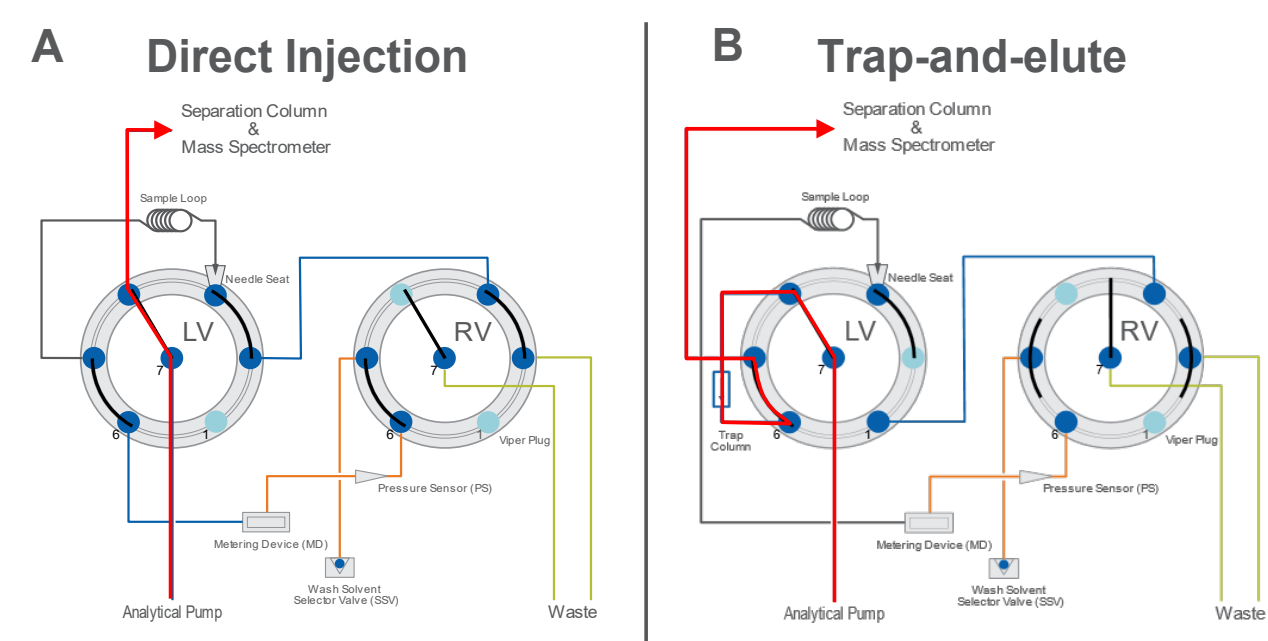 A
Direct Injection
Separation Column
&
Mass Spectrometer
Sample Loop
Needle Seat
LV
RV
7
7
6
1
6
1
Viper Plug
Pressure Sensor (PS)
Metering Device (MD)
Wash Solvent
Selector Valve (SSV)
Analytical Pump
Waste
B
Trap-and-elute
Separation Column
&
Mass Spectrometer
Sample Loop
Needle Seat
LV
RV
7
7
Trap
Column
6
1
6
1
Viper Plug
Pressure Sensor (PS)
Metering Device (MD)
Wash Solvent
Selector Valve (SSV)
Analytical Pump
Waste